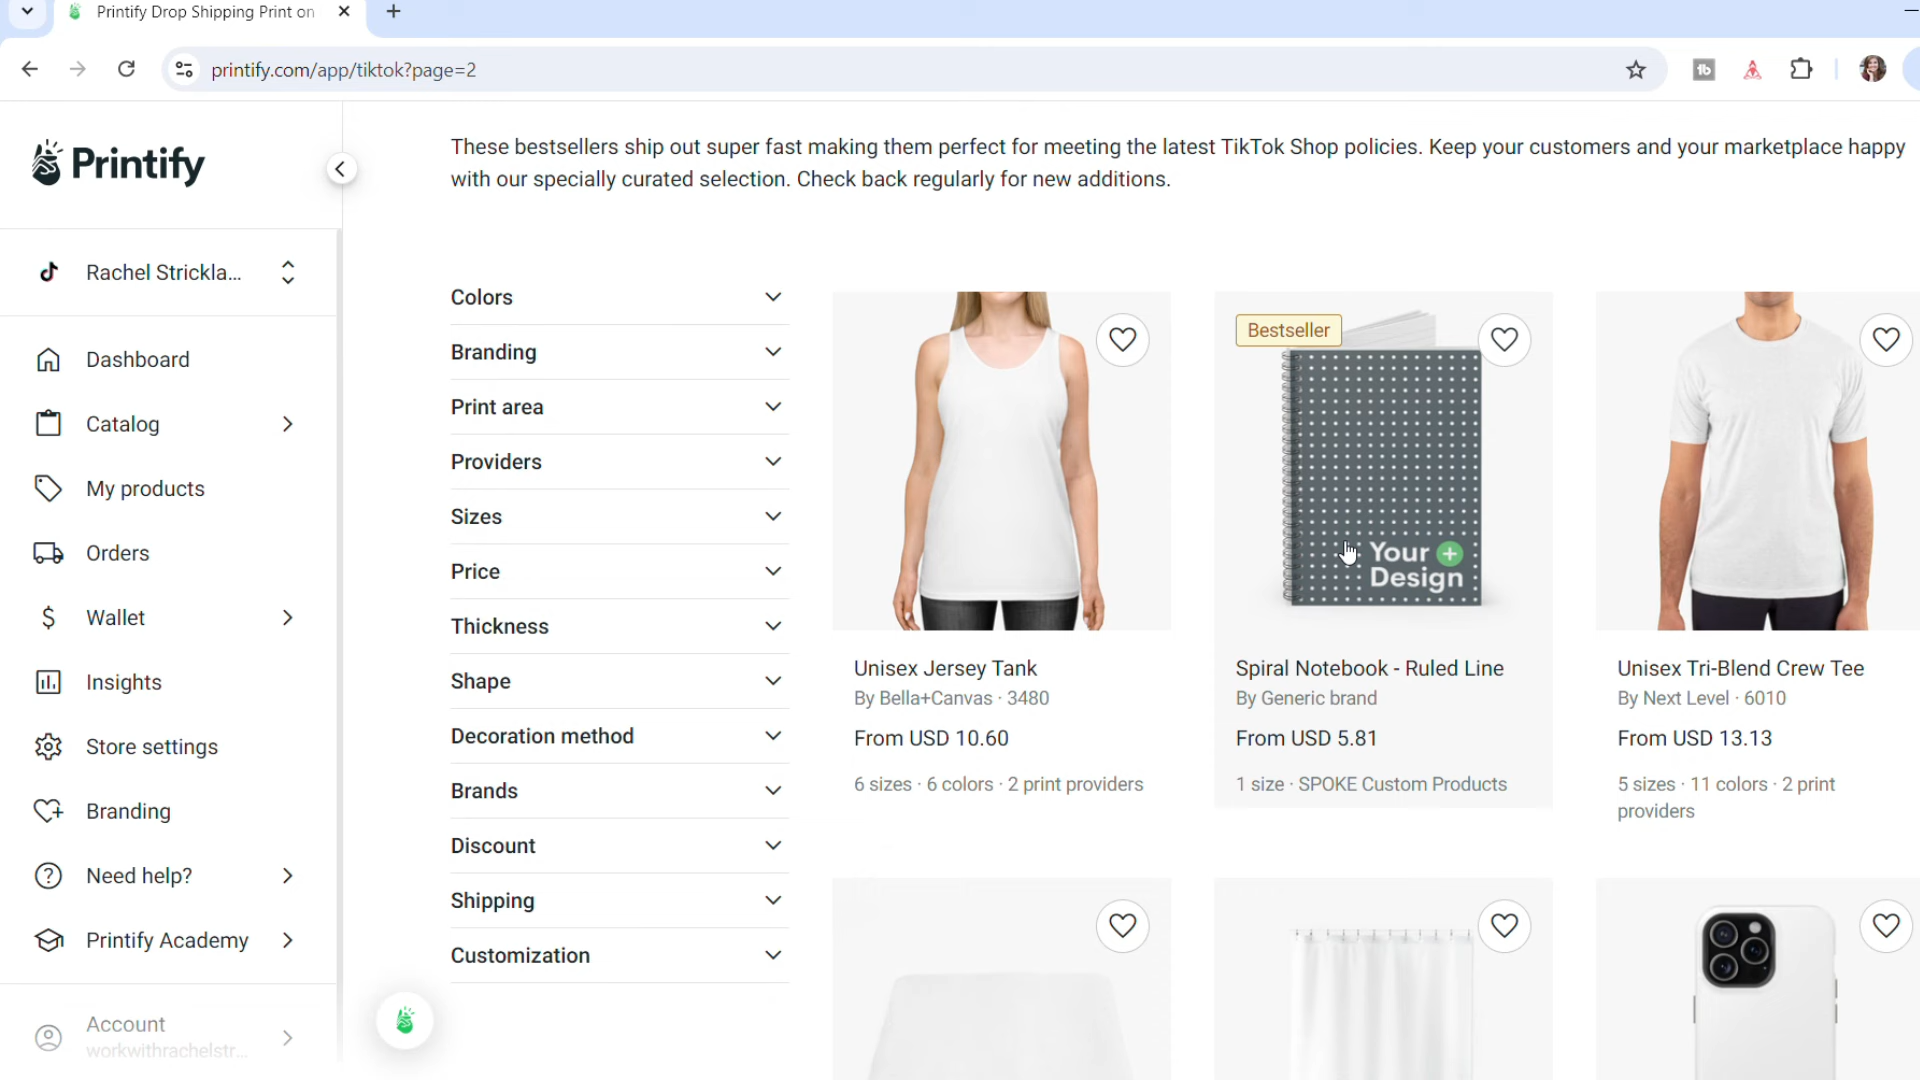 Printify Drop Shipping Print on
printify.com/app/tiktok?page=2
tb
Printify
Rachel Strickla...
Dashboard
Catalog
My products
Orders
Wallet
Insights
Store settings
Branding
Need help?
Printify Academy
Account
workwithrachelstr...
These bestsellers ship out super fast making them perfect for meeting the latest TikTok Shop policies. Keep your customers and your marketplace happy
with our specially curated selection. Check back regularly for new additions.
Colors
Branding
Print area
Providers
Sizes
Price
Thickness
Shape
Decoration method
Brands
Discount
Shipping
Customization
Unisex Jersey Tank
By Bella+Canvas · 3480
From USD 10.60
6 sizes · 6 colors · 2 print providers
Bestseller
Your
Design
Spiral Notebook - Ruled Line
By Generic brand
From USD 5.81
1 size · SPOKE Custom Products
Unisex Tri-Blend Crew Tee
By Next Level · 6010
From USD 13.13
5 sizes · 11 colors · 2 print
providers